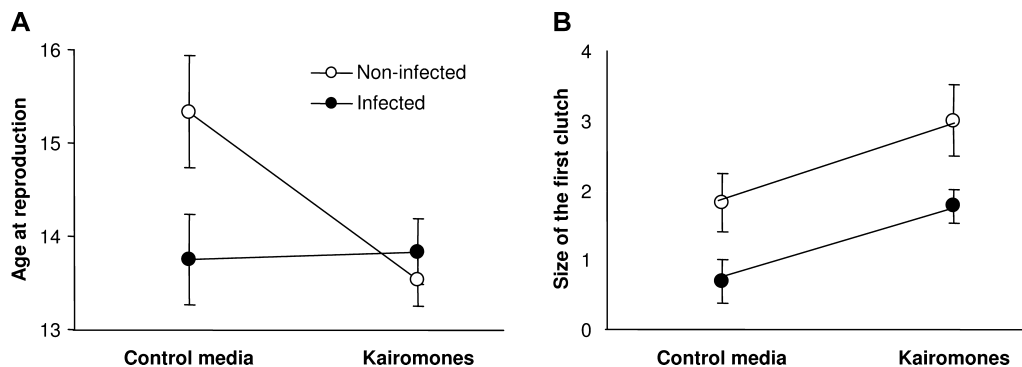 A
Age at reproduction
16
15
14
13
Non-infected
Infected
Control media
Kairomones
B
Size of the first clutch
4
3
2
1
0
Control media
Kairomones